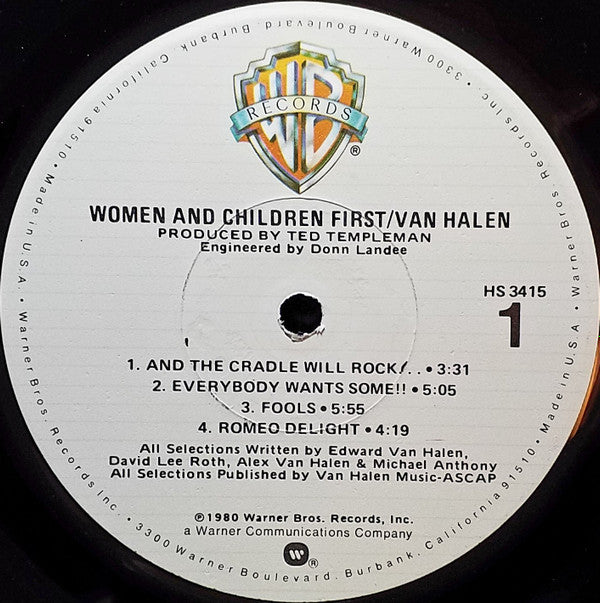 WB
RECORDS
®
WOMEN AND CHILDREN FIRST/VAN HALEN
PRODUCED BY TED TEMPLEMAN
Engineered by Donn Landee
HS 3415
1
1. AND THE CRADLE WILL ROCK. . . • 3:31
2. EVERYBODY WANTS SOME!! • 5:05
3. FOOLS • 5:55
4. ROMEO DELIGHT • 4:19
All Selections Written by Edward Van Halen,
David Lee Roth, Alex Van Halen & Michael Anthony
All Selections Published by Van Halen Music-ASCAP
℗1980 Warner Bros. Records, Inc.
a Warner Communications Company
W®
Warner Bros. Records Inc. • 3300 Warner Boulevard, Burbank, California 91510 • Made in U.S.A. • Warner Bros. Records Inc. • 3300 Warner Boulevard, Burbank, California 91510 • Made in U.S.A. •